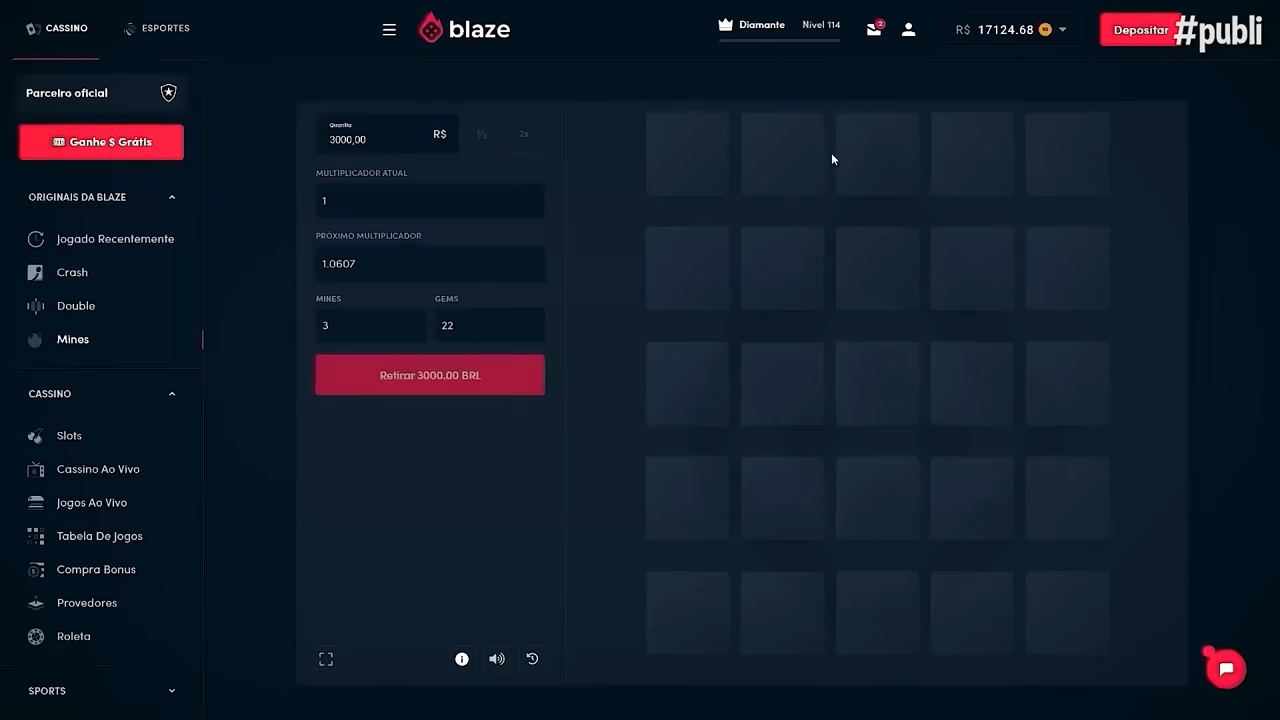 CASSINO
ESPORTES
blaze
Diamante
Nível 114
2
R$ 17124.68
Depositar
#publi
Parceiro oficial
Ganhe $ Grátis
ORIGINAIS DA BLAZE
Jogado Recentemente
Crash
Double
Mines
CASSINO
Slots
Cassino Ao Vivo
Jogos Ao Vivo
Tabela De Jogos
Compra Bonus
Provedores
Roleta
SPORTS
Quantia
3000,00
R$
½
2x
MULTIPLICADOR ATUAL
1
PRÓXIMO MULTIPLICADOR
1.0607
MINES
GEMS
3
22
Retirar 3000.00 BRL